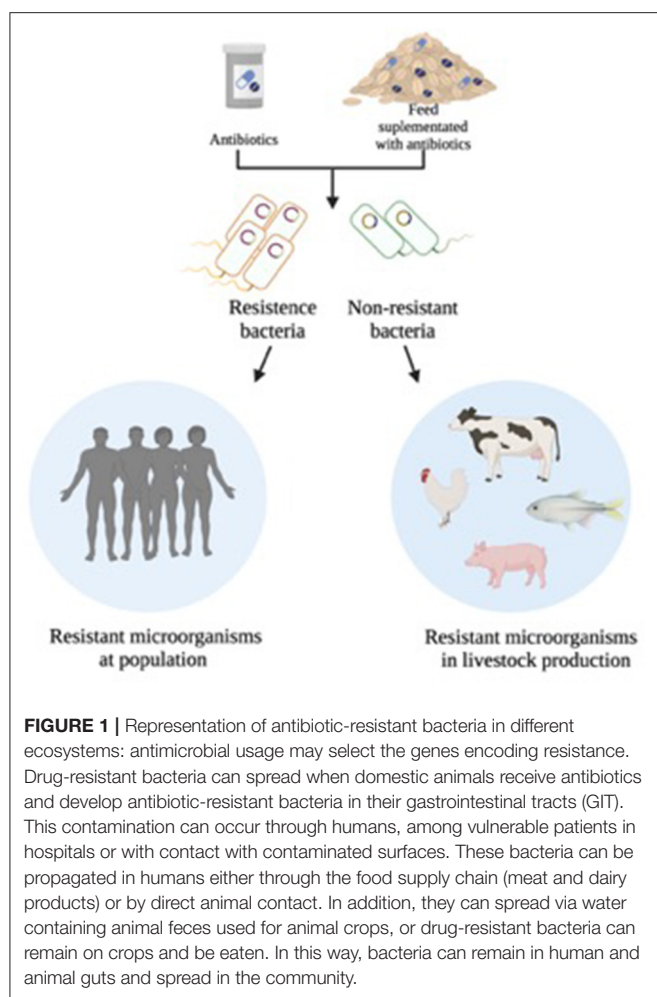 Antibiotics
Feed
suplementated
with antibiotics
Resistence
bacteria
Non-resistant
bacteria
Resistant microorganisms
at population
Resistant microorganisms
in livestock production
FIGURE 1 | Representation of antibiotic-resistant bacteria in different
ecosystems: antimicrobial usage may select the genes encoding resistance.
Drug-resistant bacteria can spread when domestic animals receive antibiotics
and develop antibiotic-resistant bacteria in their gastrointestinal tracts (GIT).
This contamination can occur through humans, among vulnerable patients in
hospitals or with contact with contaminated surfaces. These bacteria can be
propagated in humans either through the food supply chain (meat and dairy
products) or by direct animal contact. In addition, they can spread via water
containing animal feces used for animal crops, or drug-resistant bacteria can
remain on crops and be eaten. In this way, bacteria can remain in human and
animal guts and spread in the community.